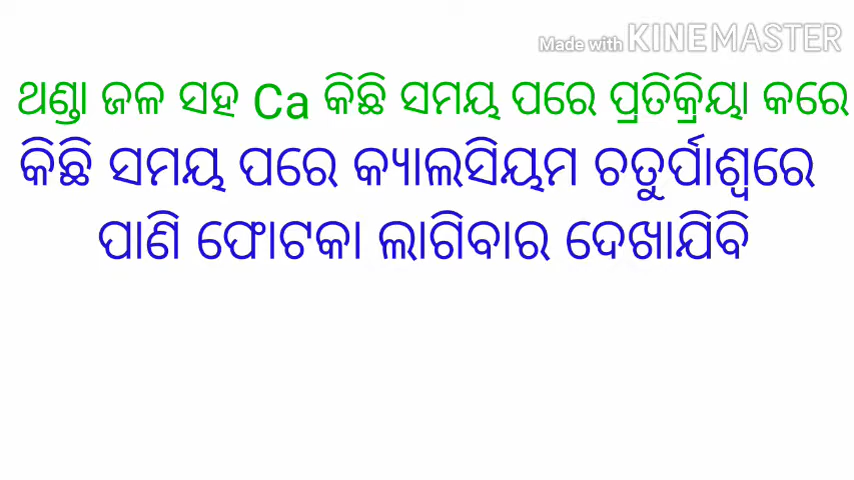 Made with KINEMASTER
ଥଣ୍ଡା ଜଳ ସହ Ca କିଛି ସମୟ ପରେ ପ୍ରତିକ୍ରିୟା କରେ
କିଛି ସମୟ ପରେ କ୍ୟାଲସିୟମ ଚତୁର୍ପାଶ୍ୱରେ
ପାଣି ଫୋଟକା ଲାଗିବାର ଦେଖାଯିବି